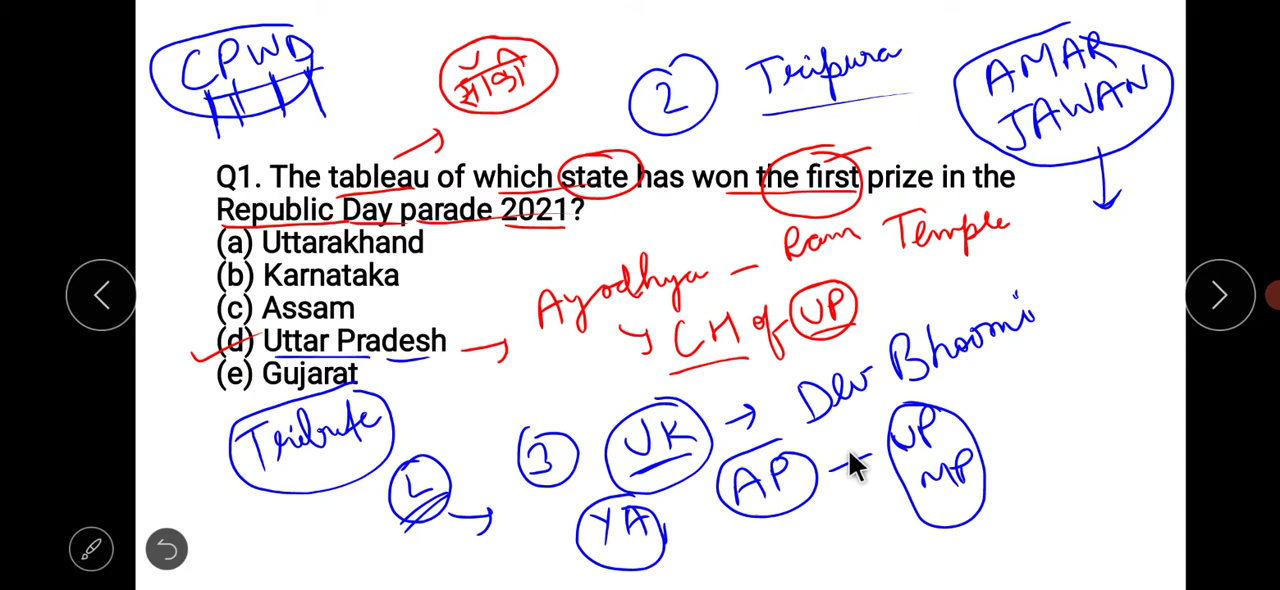 CPWD
झाँकी
2 Tripura
AMAR
JAWAN
Q1. The tableau of which state has won the first prize in the
Republic Day parade 2021?
(a) Uttarakhand
(b) Karnataka
(c) Assam
(d) Uttar Pradesh
(e) Gujarat
Ayodhya - Ram Temple
CM of UP
Tribute
L
3 UK → Dev Bhoomi
YA
AP
UP
MP